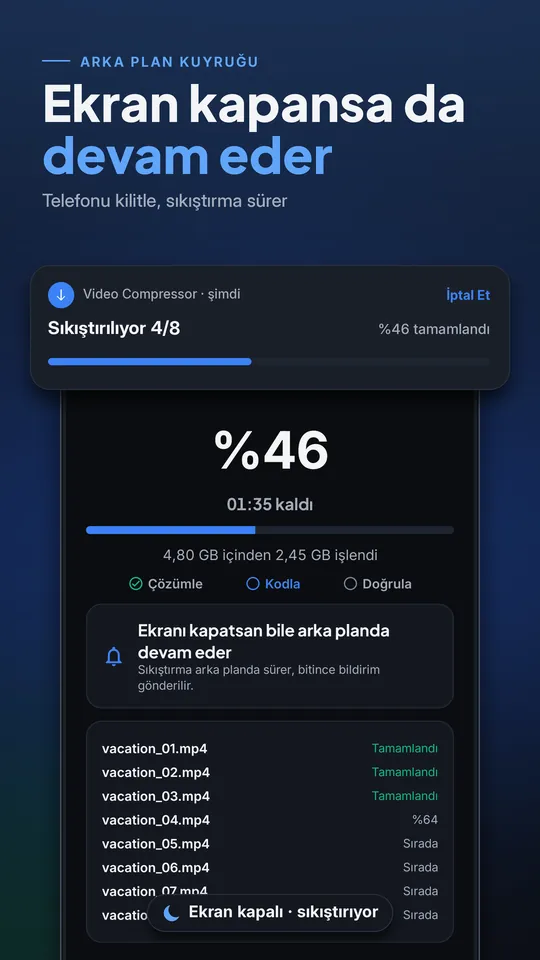 ARKA PLAN KUYRUĞU
Ekran kapansa da
devam eder
Telefonu kilitle, sıkıştırma sürer
Video Compressor · şimdi
İptal Et
Sıkıştırılıyor 4/8
%46 tamamlandı
%46
01:35 kaldı
4,80 GB içinden 2,45 GB işlendi
Çözümle
Kodla
Doğrula
Ekranı kapatsan bile arka planda
devam eder
Sıkıştırma arka planda sürer, bitince bildirim
gönderilir.
vacation_01.mp4 Tamamlandı
vacation_02.mp4 Tamamlandı
vacation_03.mp4 Tamamlandı
vacation_04.mp4 %64
vacation_05.mp4 Sırada
vacation_06.mp4 Sırada
vacation_07.mp4 Sırada
vacatio Sırada
Ekran kapalı · sıkıştırıyor